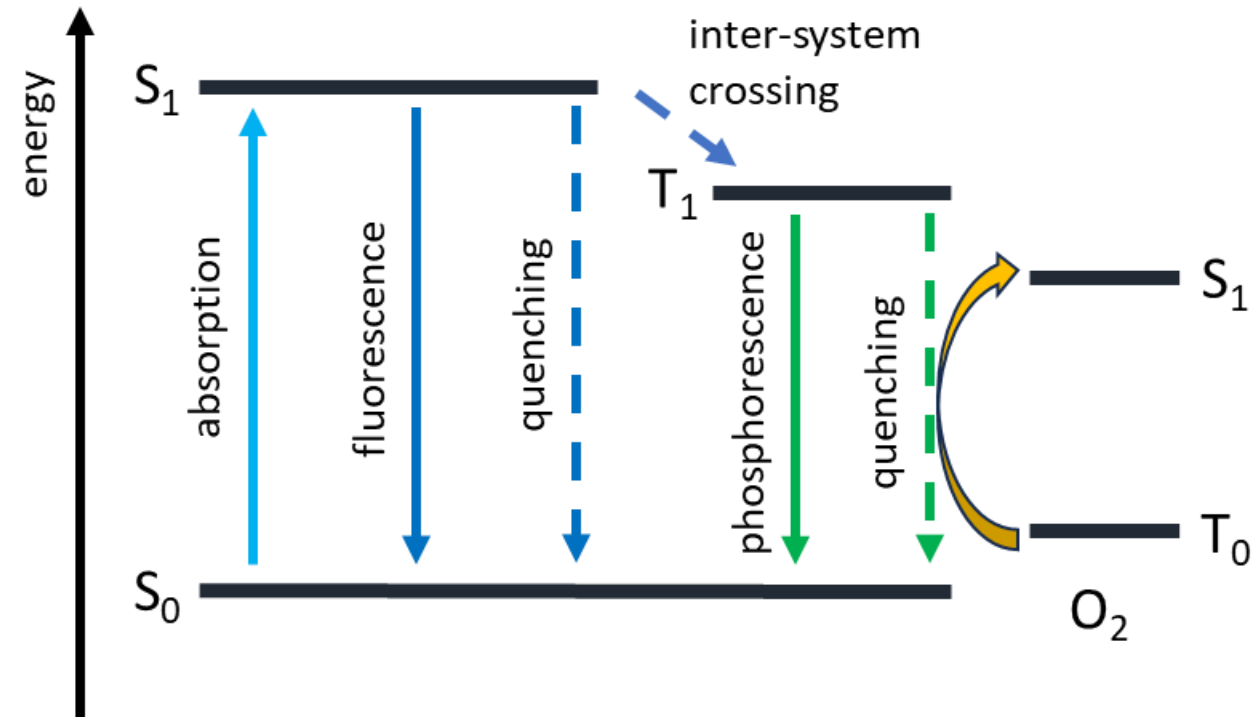 energy
inter-system
crossing
S₁
T₁
S₁
absorption
fluorescence
quenching
phosphorescence
quenching
T₀
S₀
O₂